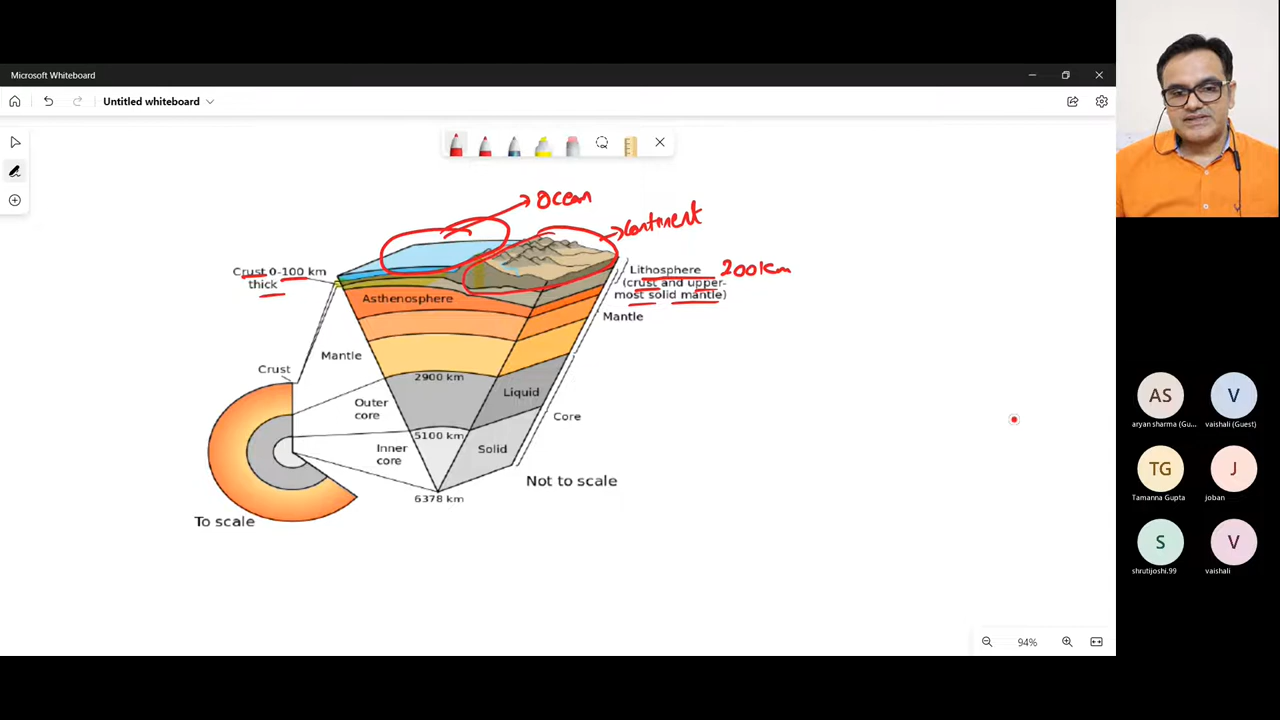 Microsoft Whiteboard
Untitled whiteboard
Ocean
Continent
Crust 0-100 km
thick
Lithosphere 200km
(crust and upper-
most solid mantle)
Asthenosphere
Mantle
Mantle
Crust
2900 km
Liquid
Outer
core
Core
5100 km
Inner
core
Solid
Not to scale
6378 km
To scale
AS
V
aryan sharma (Gu...
vaishali (Guest)
TG
J
Tamanna Gupta
joban
S
V
shrutijoshi.99
vaishali
94%